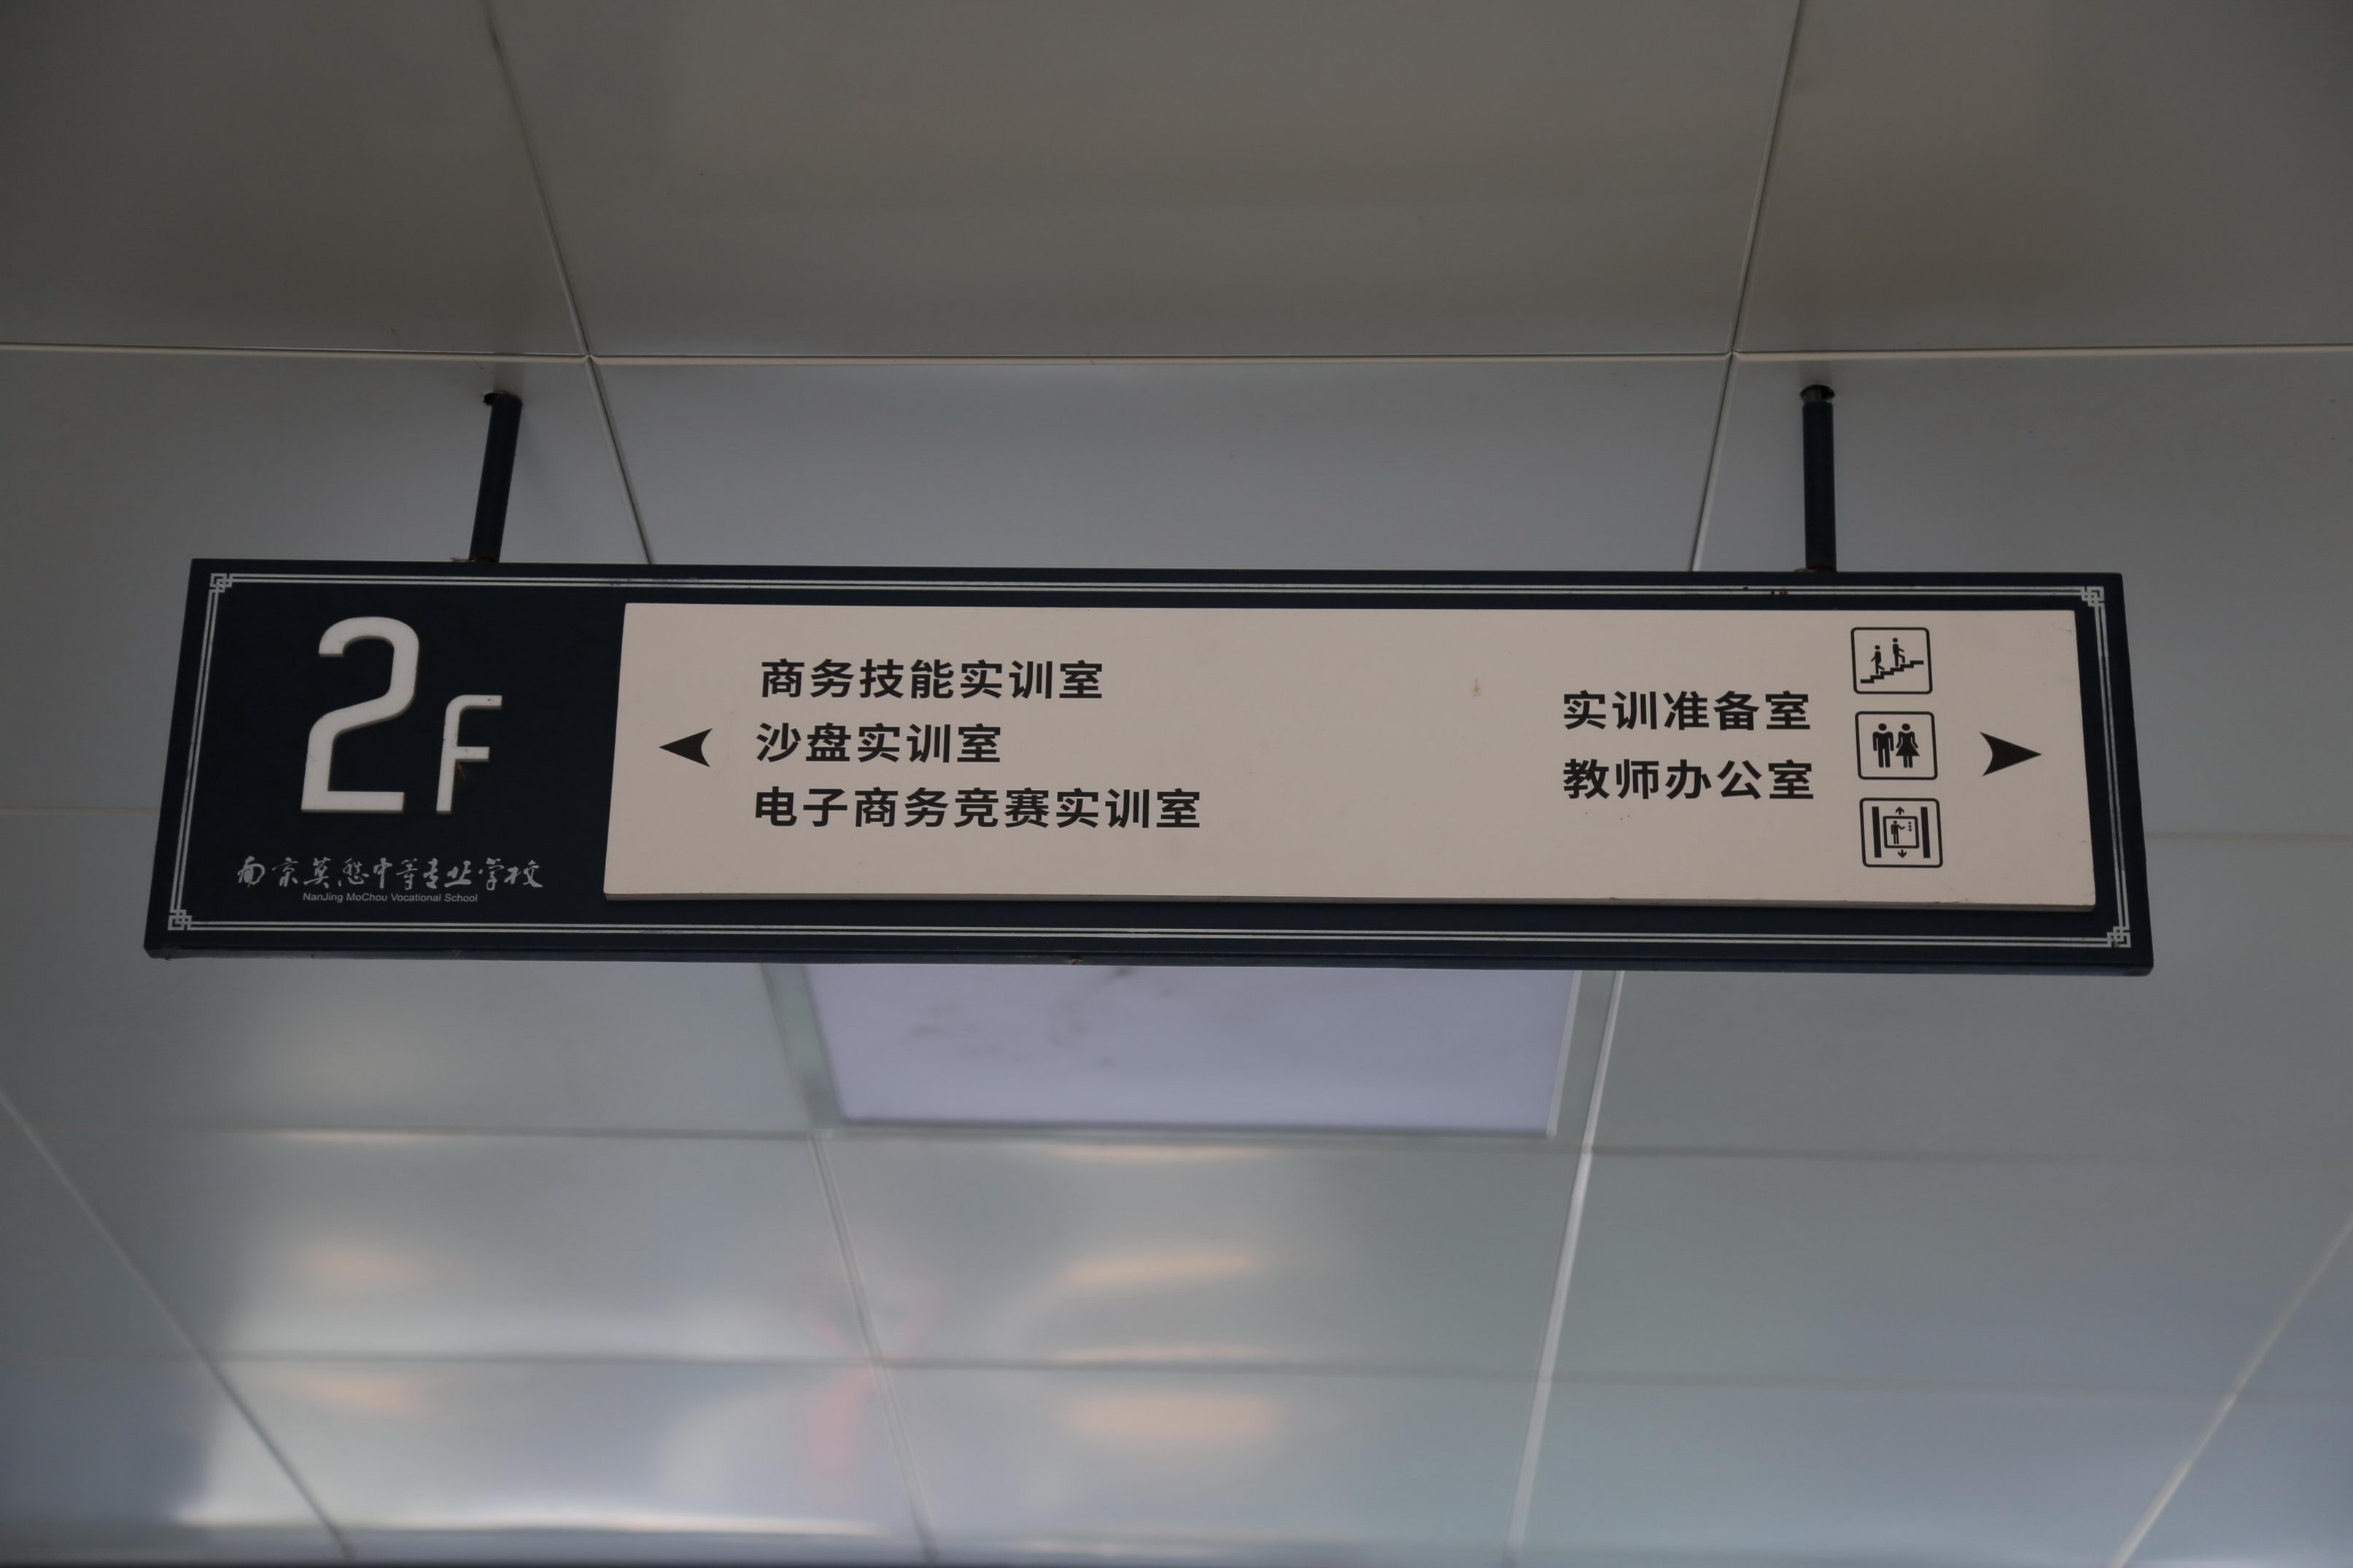 2F
南京莫愁中等专业学校
NanJing MoChou Vocational School
商务技能实训室
沙盘实训室
电子商务竞赛实训室
实训准备室
教师办公室